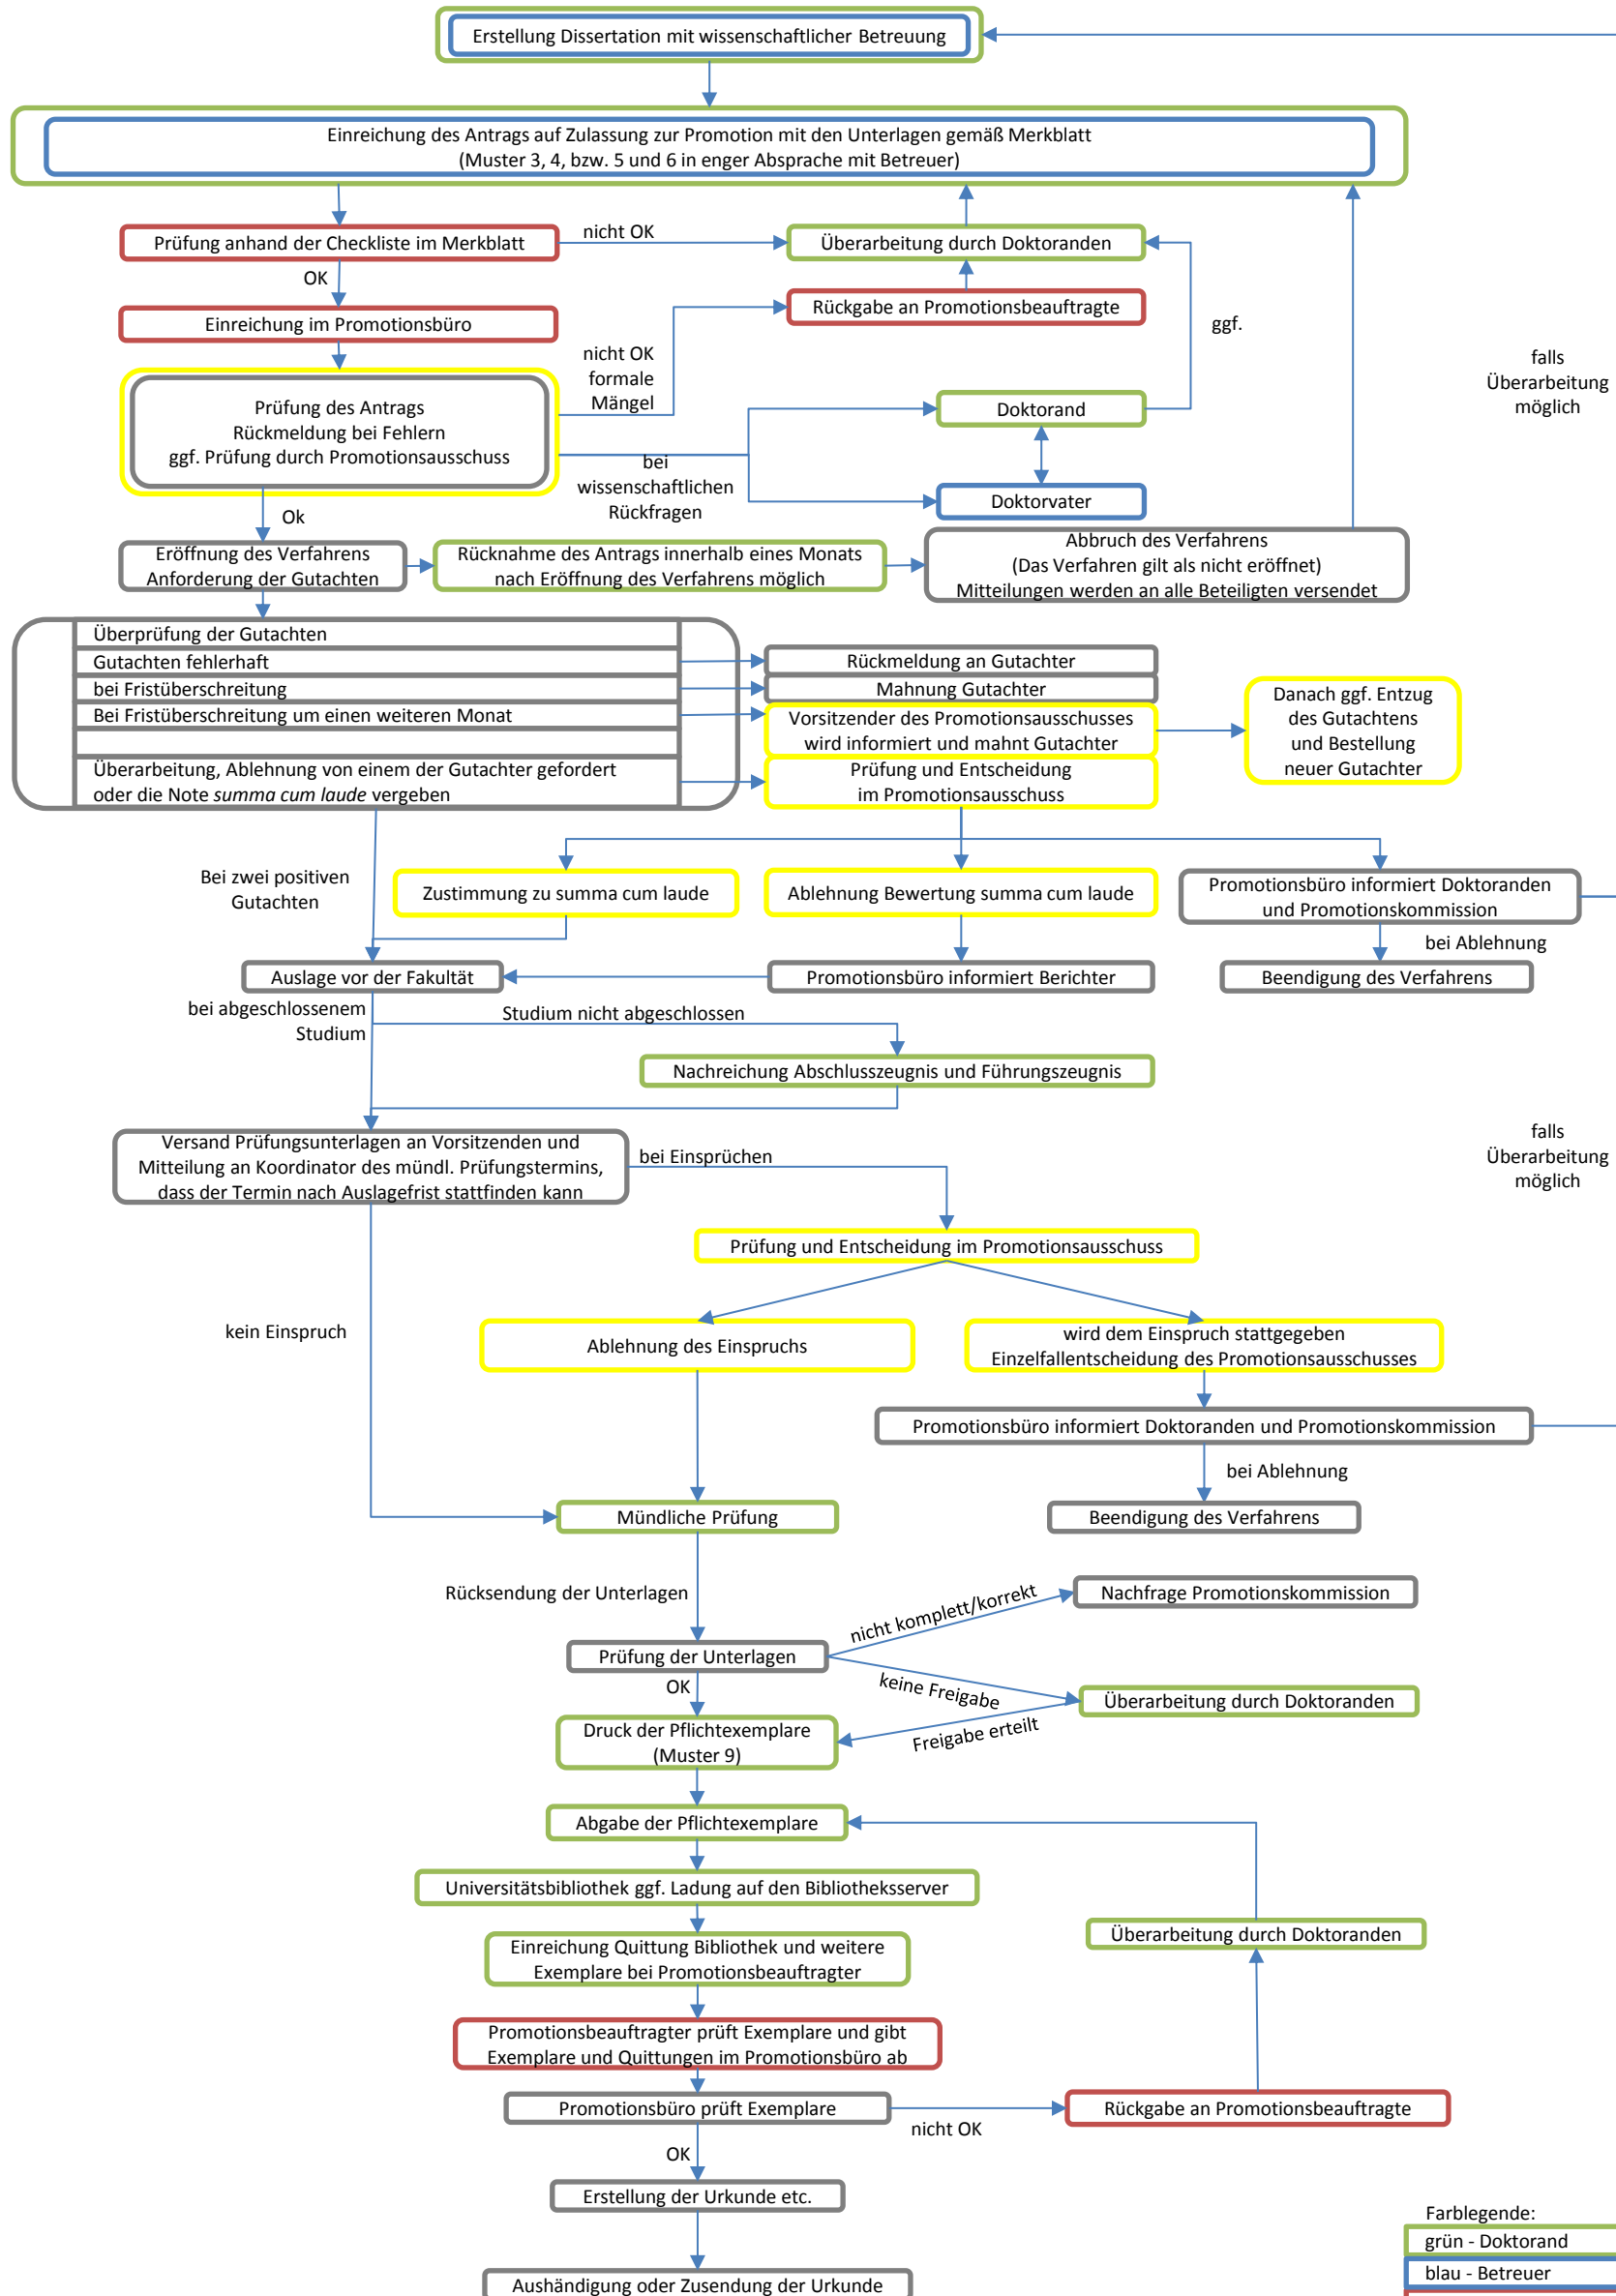 Erstellung Dissertation mit wissenschaftlicher Betreuung
Einreichung des Antrags auf Zulassung zur Promotion mit den Unterlagen gemäß Merkblatt
(Muster 3, 4, bzw. 5 und 6 in enger Absprache mit Betreuer)
Prüfung anhand der Checkliste im Merkblatt
nicht OK
Überarbeitung durch Doktoranden
OK
Einreichung im Promotionsbüro
Rückgabe an Promotionsbeauftragte
ggf.
nicht OK
formale
Mängel
falls
Überarbeitung
möglich
Prüfung des Antrags
Rückmeldung bei Fehlern
ggf. Prüfung durch Promotionsausschuss
Doktorand
bei
wissenschaftlichen
Rückfragen
Doktorvater
Ok
Eröffnung des Verfahrens
Anforderung der Gutachten
Rücknahme des Antrags innerhalb eines Monats
nach Eröffnung des Verfahrens möglich
Abbruch des Verfahrens
(Das Verfahren gilt als nicht eröffnet)
Mitteilungen werden an alle Beteiligten versendet
Überprüfung der Gutachten
Gutachten fehlerhaft
Rückmeldung an Gutachter
bei Fristüberschreitung
Mahnung Gutachter
Bei Fristüberschreitung um einen weiteren Monat
Vorsitzender des Promotionsausschusses
wird informiert und mahnt Gutachter
Danach ggf. Entzug
des Gutachtens
und Bestellung
neuer Gutachter
Überarbeitung, Ablehnung von einem der Gutachter gefordert
oder die Note summa cum laude vergeben
Prüfung und Entscheidung
im Promotionsausschuss
Bei zwei positiven
Gutachten
Zustimmung zu summa cum laude
Ablehnung Bewertung summa cum laude
Promotionsbüro informiert Doktoranden
und Promotionskommission
bei Ablehnung
Auslage vor der Fakultät
Promotionsbüro informiert Berichter
Beendigung des Verfahrens
bei abgeschlossenem
Studium
Studium nicht abgeschlossen
Nachreichung Abschlusszeugnis und Führungszeugnis
Versand Prüfungsunterlagen an Vorsitzenden und
Mitteilung an Koordinator des mündl. Prüfungstermins,
dass der Termin nach Auslagefrist stattfinden kann
bei Einsprüchen
falls
Überarbeitung
möglich
Prüfung und Entscheidung im Promotionsausschuss
kein Einspruch
Ablehnung des Einspruchs
wird dem Einspruch stattgegeben
Einzelfallentscheidung des Promotionsausschusses
Promotionsbüro informiert Doktoranden und Promotionskommission
bei Ablehnung
Mündliche Prüfung
Beendigung des Verfahrens
Rücksendung der Unterlagen
nicht komplett/korrekt
Nachfrage Promotionskommission
Prüfung der Unterlagen
OK
keine Freigabe
Überarbeitung durch Doktoranden
Freigabe erteilt
Druck der Pflichtexemplare
(Muster 9)
Abgabe der Pflichtexemplare
Universitätsbibliothek ggf. Ladung auf den Bibliotheksserver
Einreichung Quittung Bibliothek und weitere
Exemplare bei Promotionsbeauftragter
Überarbeitung durch Doktoranden
Promotionsbeauftragter prüft Exemplare und gibt
Exemplare und Quittungen im Promotionsbüro ab
Promotionsbüro prüft Exemplare
nicht OK
Rückgabe an Promotionsbeauftragte
OK
Erstellung der Urkunde etc.
Aushändigung oder Zusendung der Urkunde
Farblegende:
grün - Doktorand
blau - Betreuer